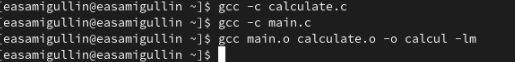 [easamigullin@easamigullin ~]$ gcc -c calculate.c
[easamigullin@easamigullin ~]$ gcc -c main.c
[easamigullin@easamigullin ~]$ gcc main.o calculate.o -o calcul -lm
[easamigullin@easamigullin ~]$